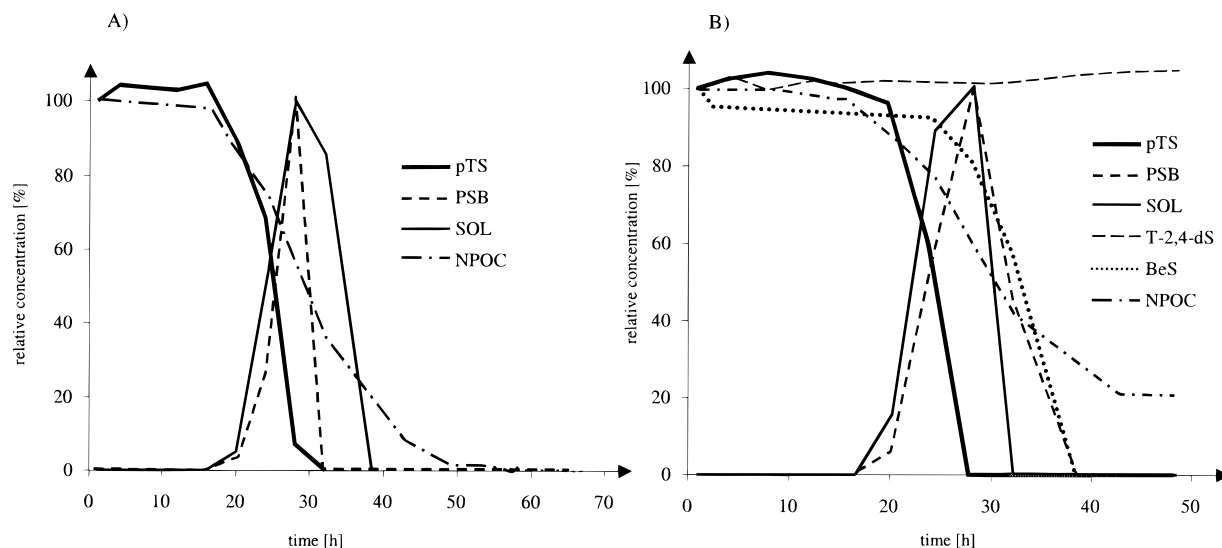 A)
relative concentration [%]
100
80
60
40
20
0
0 10 20 30 40 50 60 70
time [h]
pTS
PSB
SOL
NPOC
B)
relative concentration [%]
100
80
60
40
20
0
0 10 20 30 40 50
time [h]
pTS
PSB
SOL
T-2,4-dS
BeS
NPOC